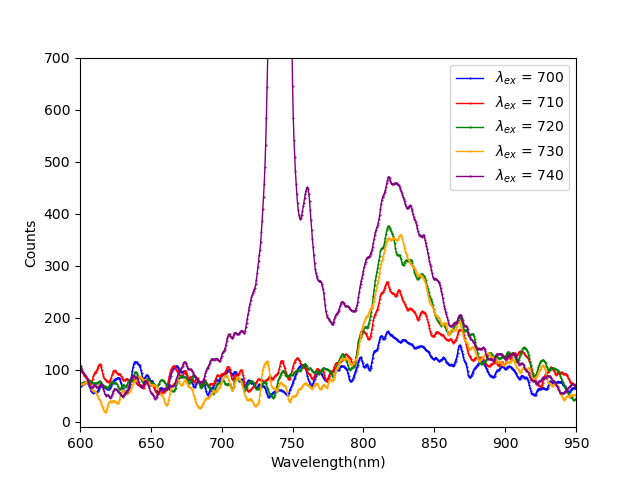 700
600
500
400
300
200
100
0
Counts
600 650 700 750 800 850 900 950
Wavelength(nm)
λex = 700
λex = 710
λex = 720
λex = 730
λex = 740